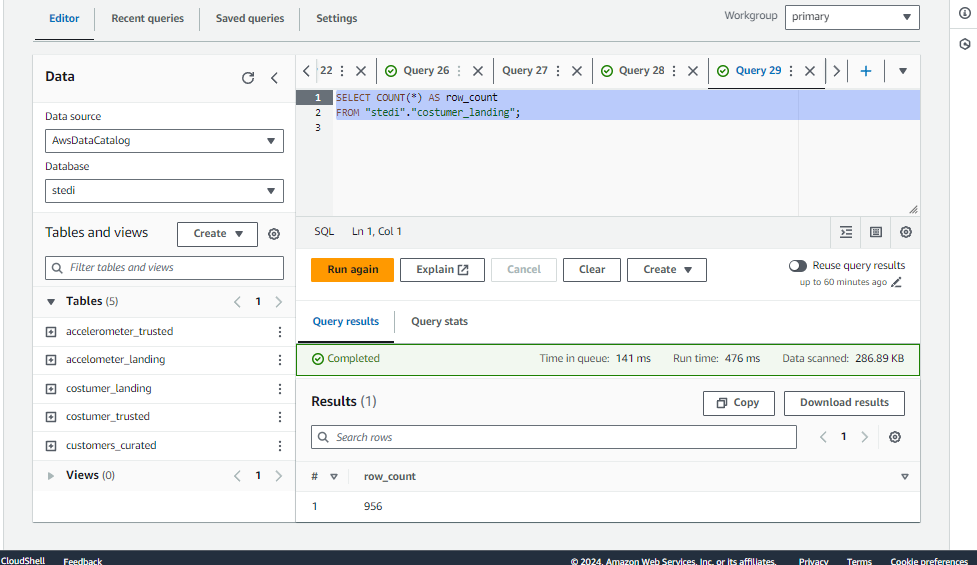 Editor
Recent queries
Saved queries
Settings
Workgroup
primary
Data
Data source
AwsDataCatalog
Database
stedi
Tables and views
Create
Filter tables and views
Tables (5)
1
accelerometer_trusted
accelometer_landing
costumer_landing
costumer_trusted
customers_curated
Views (0)
1
22
Query 26
Query 27
Query 28
Query 29
1 SELECT COUNT(*) AS row_count
2 FROM "stedi"."costumer_landing";
3
SQL Ln 1, Col 1
Run again
Explain
Cancel
Clear
Create
Reuse query results
up to 60 minutes ago
Query results
Query stats
Completed
Time in queue: 141 ms
Run time: 476 ms
Data scanned: 286.89 KB
Results (1)
Copy
Download results
Search rows
1
# row_count
1 956
CloudShell
Feedback
© 2024, Amazon Web Services, Inc. or its affiliates.
Privacy
Terms
Cookie preferences